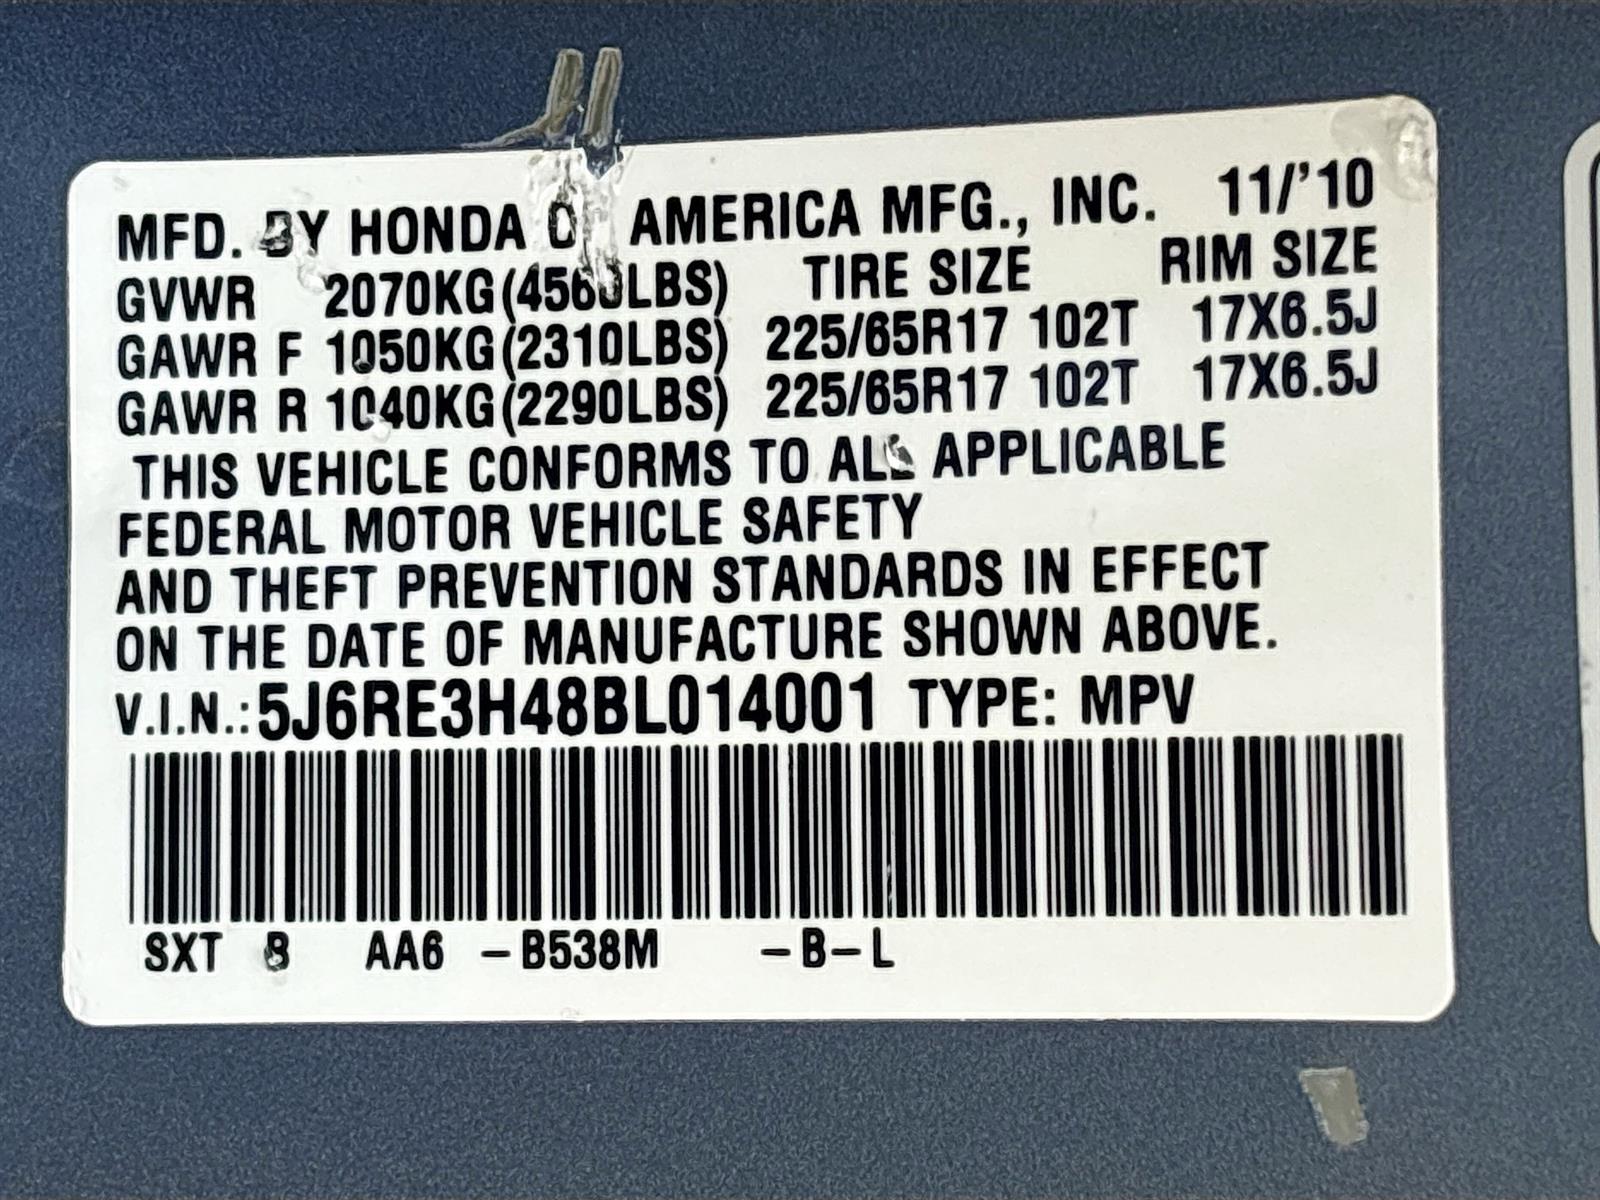 MFD. BY HONDA OF AMERICA MFG., INC. 11/'10
GVWR 2070KG(4560LBS) TIRE SIZE RIM SIZE
GAWR F 1050KG(2310LBS) 225/65R17 102T 17X6.5J
GAWR R 1040KG(2290LBS) 225/65R17 102T 17X6.5J
THIS VEHICLE CONFORMS TO ALL APPLICABLE
FEDERAL MOTOR VEHICLE SAFETY
AND THEFT PREVENTION STANDARDS IN EFFECT
ON THE DATE OF MANUFACTURE SHOWN ABOVE.
V.I.N.:5J6RE3H48BL014001 TYPE: MPV
SXT B AA6 -B538M -B-L